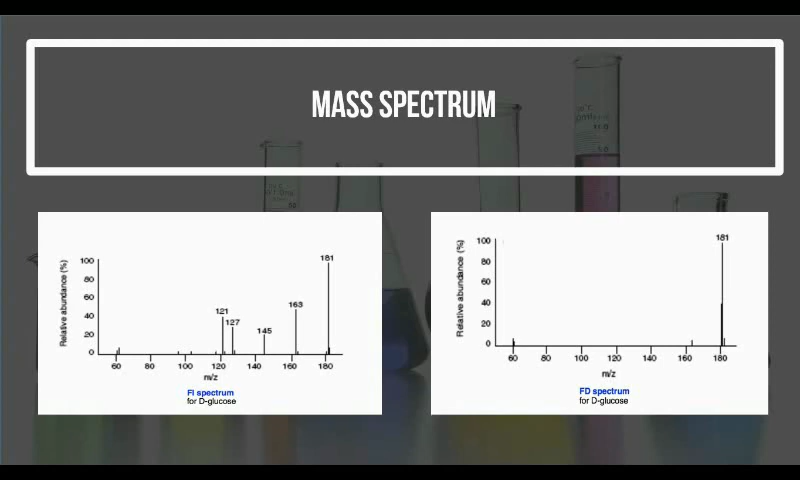 MASS SPECTRUM
Relative abundance (%)
100
80
60
40
20
0
121
127
145
163
181
60 80 100 120 140 160 180
m/z
FI spectrum
for D-glucose
Relative abundance (%)
100
80
60
40
20
0
181
60 80 100 120 140 160 180
m/z
FD spectrum
for D-glucose